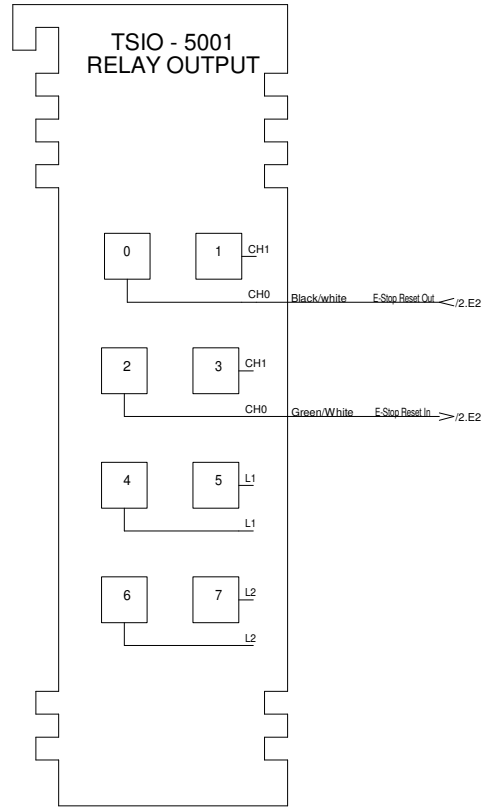 TSIO - 5001
RELAY OUTPUT
0 1 CH1
CH0 Black/white E-Stop Reset Out /2.E2
2 3 CH1
CH0 Green/White E-Stop Reset In /2.E2
4 5 L1
L1
6 7 L2
L2